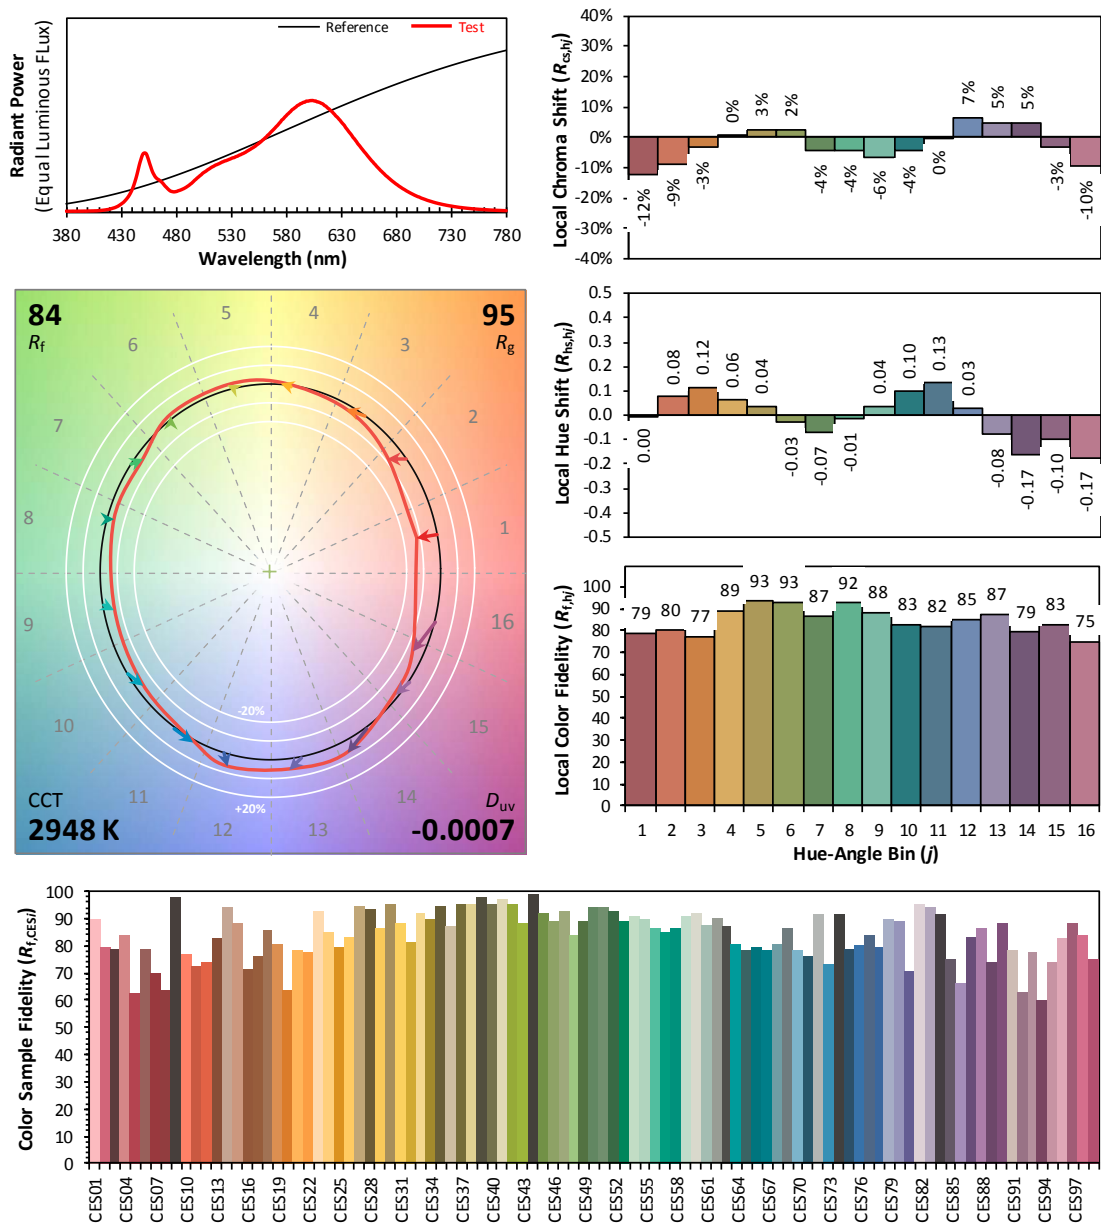 Radiant Power
(Equal Luminous FLux
Reference
Test
380 430 480 530 580 630 680 730 780
Wavelength (nm)
Local Chroma Shift (Rcs,hj)
40%
30%
20%
10%
0%
-10%
-20%
-30%
-40%
-12% -9% -3% 0% 3% 2% -4% -4% -6% -4% 0% 7% 5% 5% -3% -10%
84
Rf
95
Rg
1 2 3 4 5 6 7 8 9 10 11 12 13 14 15 16
-20%
+20%
CCT
2948 K
Duv
-0.0007
Local Hue Shift (Rhs,hj)
0.5
0.4
0.3
0.2
0.1
0.0
-0.1
-0.2
-0.3
-0.4
-0.5
0.00 0.08 0.12 0.06 0.04 -0.03 -0.07 -0.01 0.04 0.10 0.13 0.03 -0.08 -0.17 -0.10 -0.17
Local Color Fidelity (Rf,hj)
100
90
80
70
60
50
40
30
20
10
0
79 80 77 89 93 93 87 92 88 83 82 85 87 79 83 75
1 2 3 4 5 6 7 8 9 10 11 12 13 14 15 16
Hue-Angle Bin (j)
Color Sample Fidelity (Rf,CESi)
100
90
80
70
60
50
40
30
20
10
0
CES01 CES04 CES07 CES10 CES13 CES16 CES19 CES22 CES25 CES28 CES31 CES34 CES37 CES40 CES43 CES46 CES49 CES52 CES55 CES58 CES61 CES64 CES67 CES70 CES73 CES76 CES79 CES82 CES85 CES88 CES91 CES94 CES97